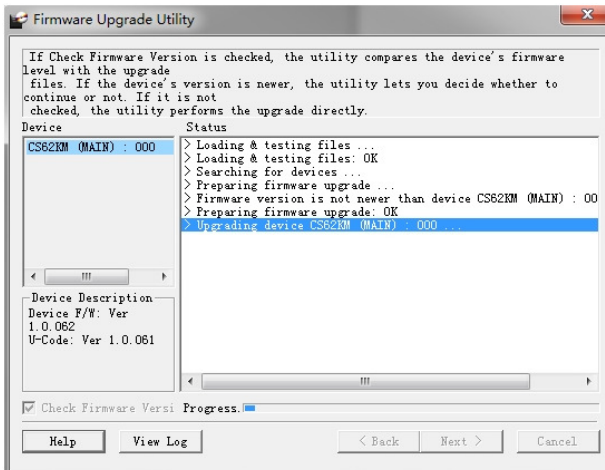 Firmware Upgrade Utility
If Check Firmware Version is checked, the utility compares the device's firmware
level with the upgrade
files. If the device's version is newer, the utility lets you decide whether to
continue or not. If it is not
checked, the utility performs the upgrade directly.
Device
CS62KM (MAIN) : 000
Status
> Loading & testing files ...
> Loading & testing files: OK
> Searching for devices ...
> Preparing firmware upgrade ...
> Firmware version is not newer than device CS62KM (MAIN) : 00
> Preparing firmware upgrade: OK
> Upgrading device CS62KM (MAIN) : 000 ...
Device Description
Device F/W: Ver
1.0.062
U-Code: Ver 1.0.061
Check Firmware Versi
Progress.
Help
View Log
< Back
Next >
Cancel